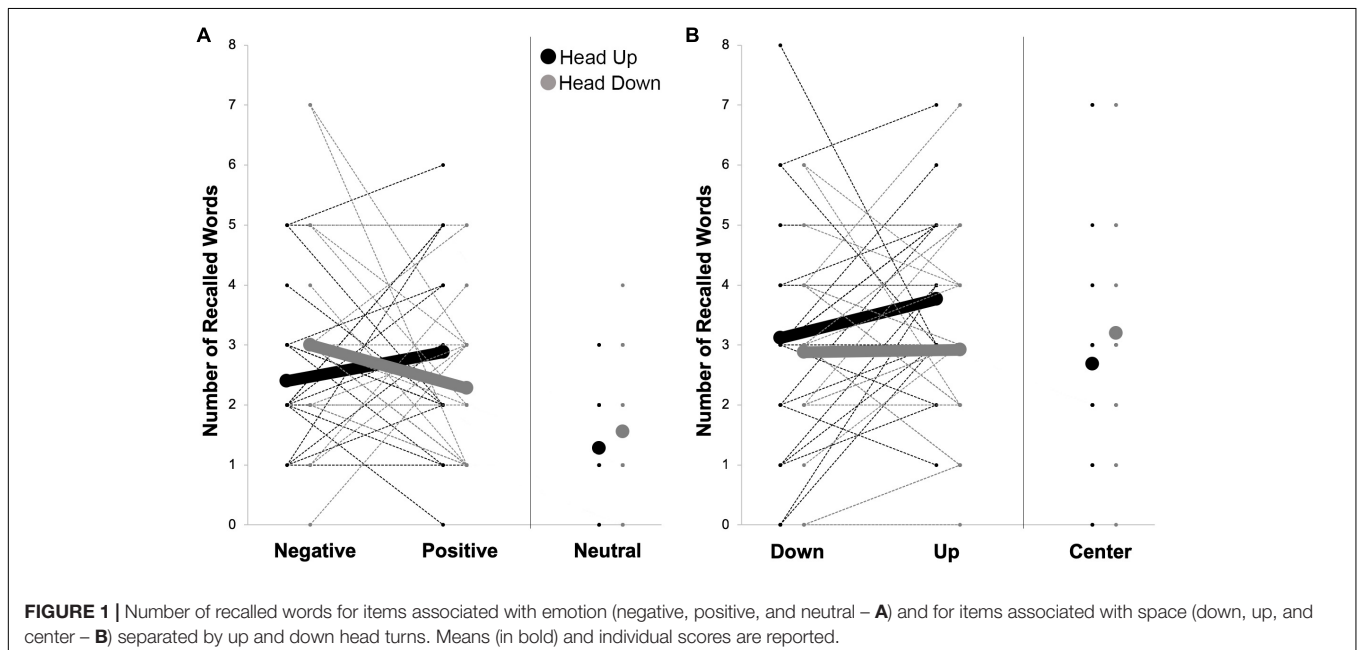 A
8
7
6
5
4
3
2
1
0
Number of Recalled Words
Negative
Positive
Neutral
Head Up
Head Down
B
8
7
6
5
4
3
2
1
0
Number of Recalled Words
Down
Up
Center
FIGURE 1 | Number of recalled words for items associated with emotion (negative, positive, and neutral – A) and for items associated with space (down, up, and
center – B) separated by up and down head turns. Means (in bold) and individual scores are reported.